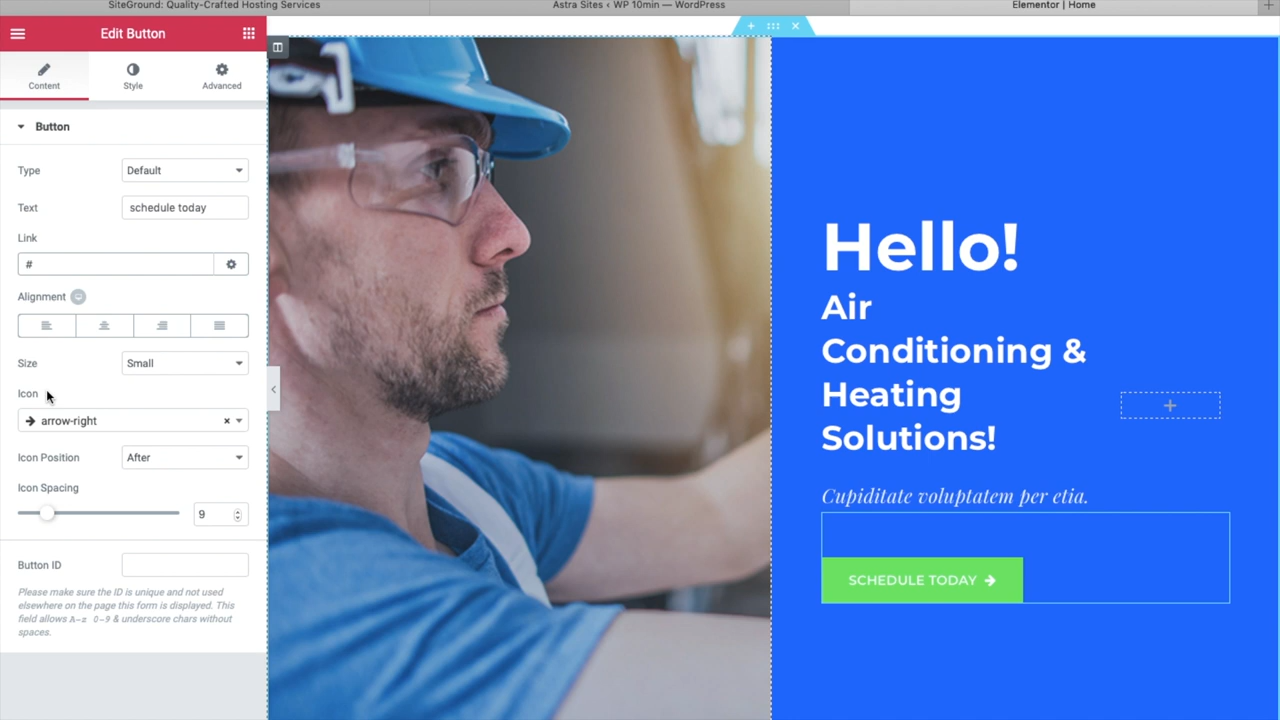 SiteGround: Quality-Crafted Hosting Services
Astra Sites ‹ WP 10min — WordPress
Elementor | Home
Edit Button
Content
Style
Advanced
Button
Type
Default
Text
schedule today
Link
#
Alignment
Size
Small
Icon
arrow-right
Icon Position
After
Icon Spacing
9
Button ID
Please make sure the ID is unique and not used
elsewhere on the page this form is displayed. This
field allows A-z 0-9 & underscore chars without
spaces.
Hello!
Air
Conditioning &
Heating
Solutions!
Cupiditate voluptatem per etia.
SCHEDULE TODAY